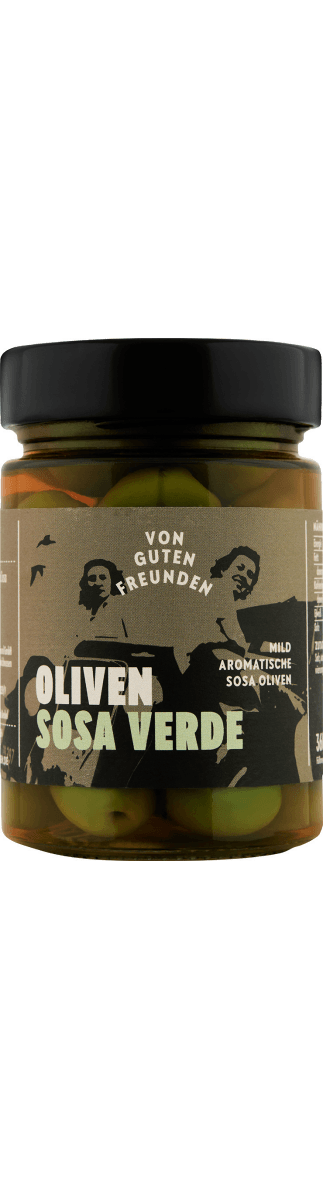 VON
GUTEN
FREUNDEN
MILD
AROMATISCHE
SOSA OLIVEN
OLIVEN
SOSA VERDE